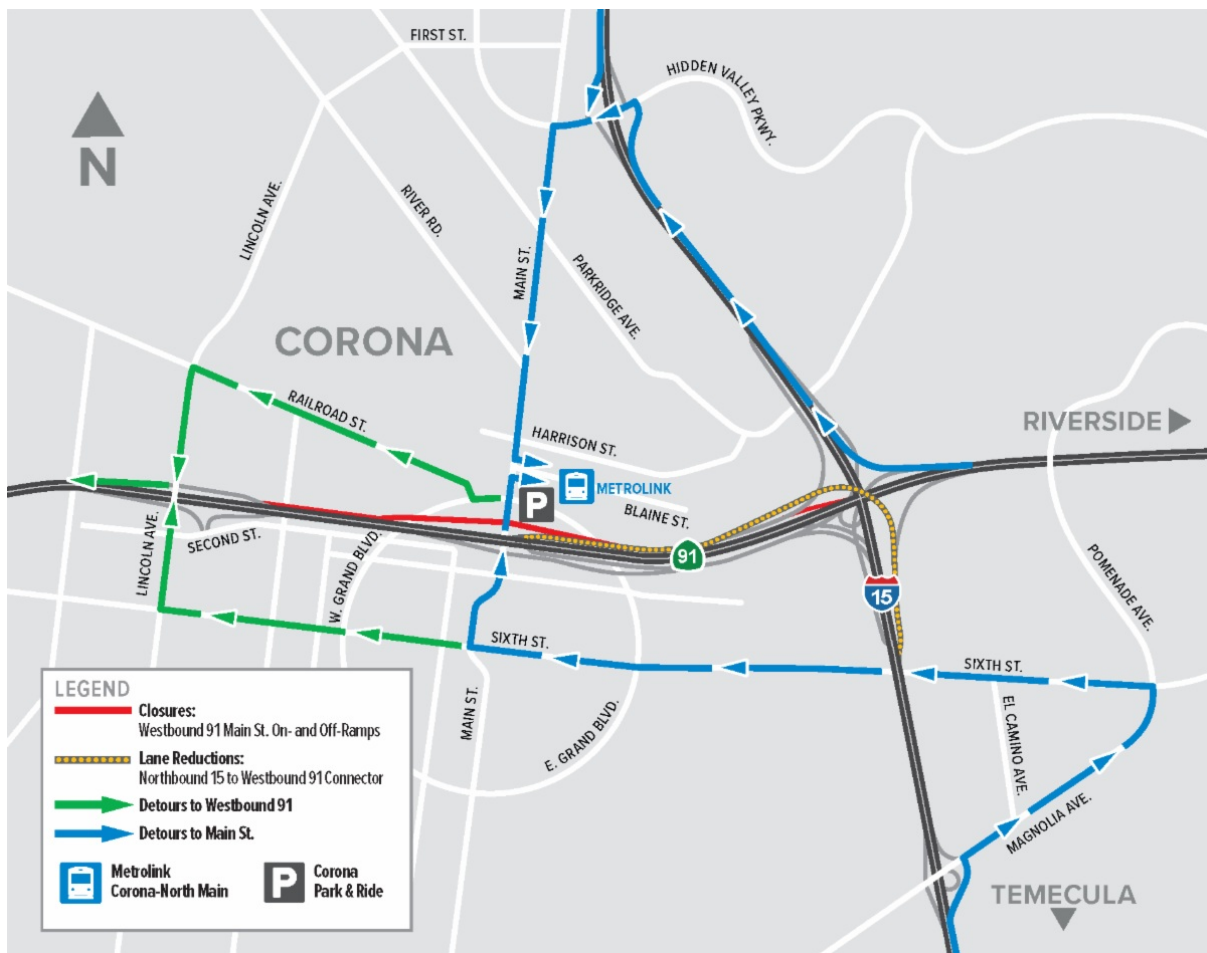 FIRST ST.
HIDDEN VALLEY PKWY.
N
LINCOLN AVE.
RIVER RD.
MAIN ST.
PARKRIDGE AVE.
CORONA
RAILROAD ST.
HARRISON ST.
RIVERSIDE
P
METROLINK
BLAINE ST.
LINCOLN AVE.
SECOND ST.
W. GRAND BLVD.
91
15
POMENADE AVE.
SIXTH ST.
SIXTH ST.
MAIN ST.
E. GRAND BLVD.
EL CAMINO AVE.
MAGNOLIA AVE.
TEMECULA
LEGEND
Closures:
Westbound 91 Main St. On- and Off-Ramps
Lane Reductions:
Northbound 15 to Westbound 91 Connector
Detours to Westbound 91
Detours to Main St.
Metrolink
Corona-North Main
P
Corona
Park & Ride